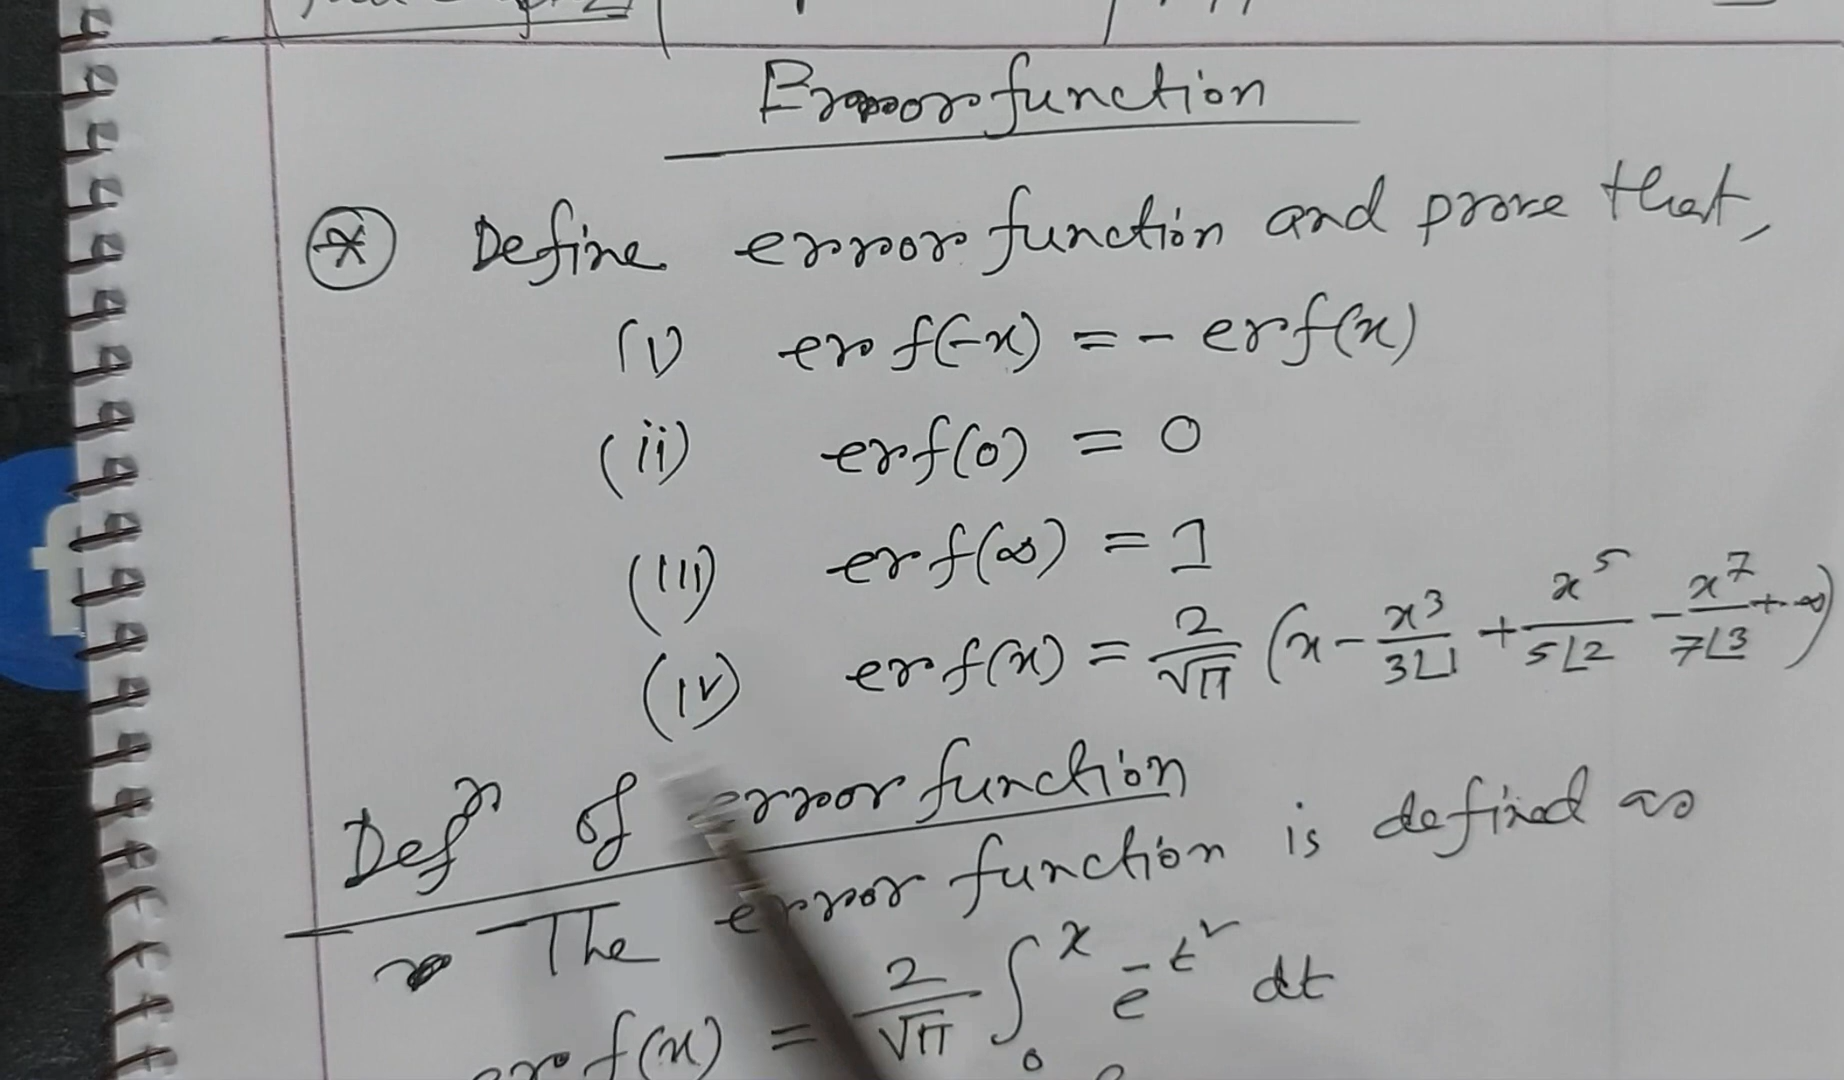 Error function
* Define error function and prove that,
(i) erf(-x) = - erf(x)
(ii) erf(0) = 0
(iii) erf(∞) = 1
(iv) erf(x) = 2/√π (x - x³/3⌊1 + x⁵/5⌊2 - x⁷/7⌊3 + - ∞)
Defⁿ of error function
The error function is defined as
erf(x) = 2/√π ∫₀ˣ e^-t² dt